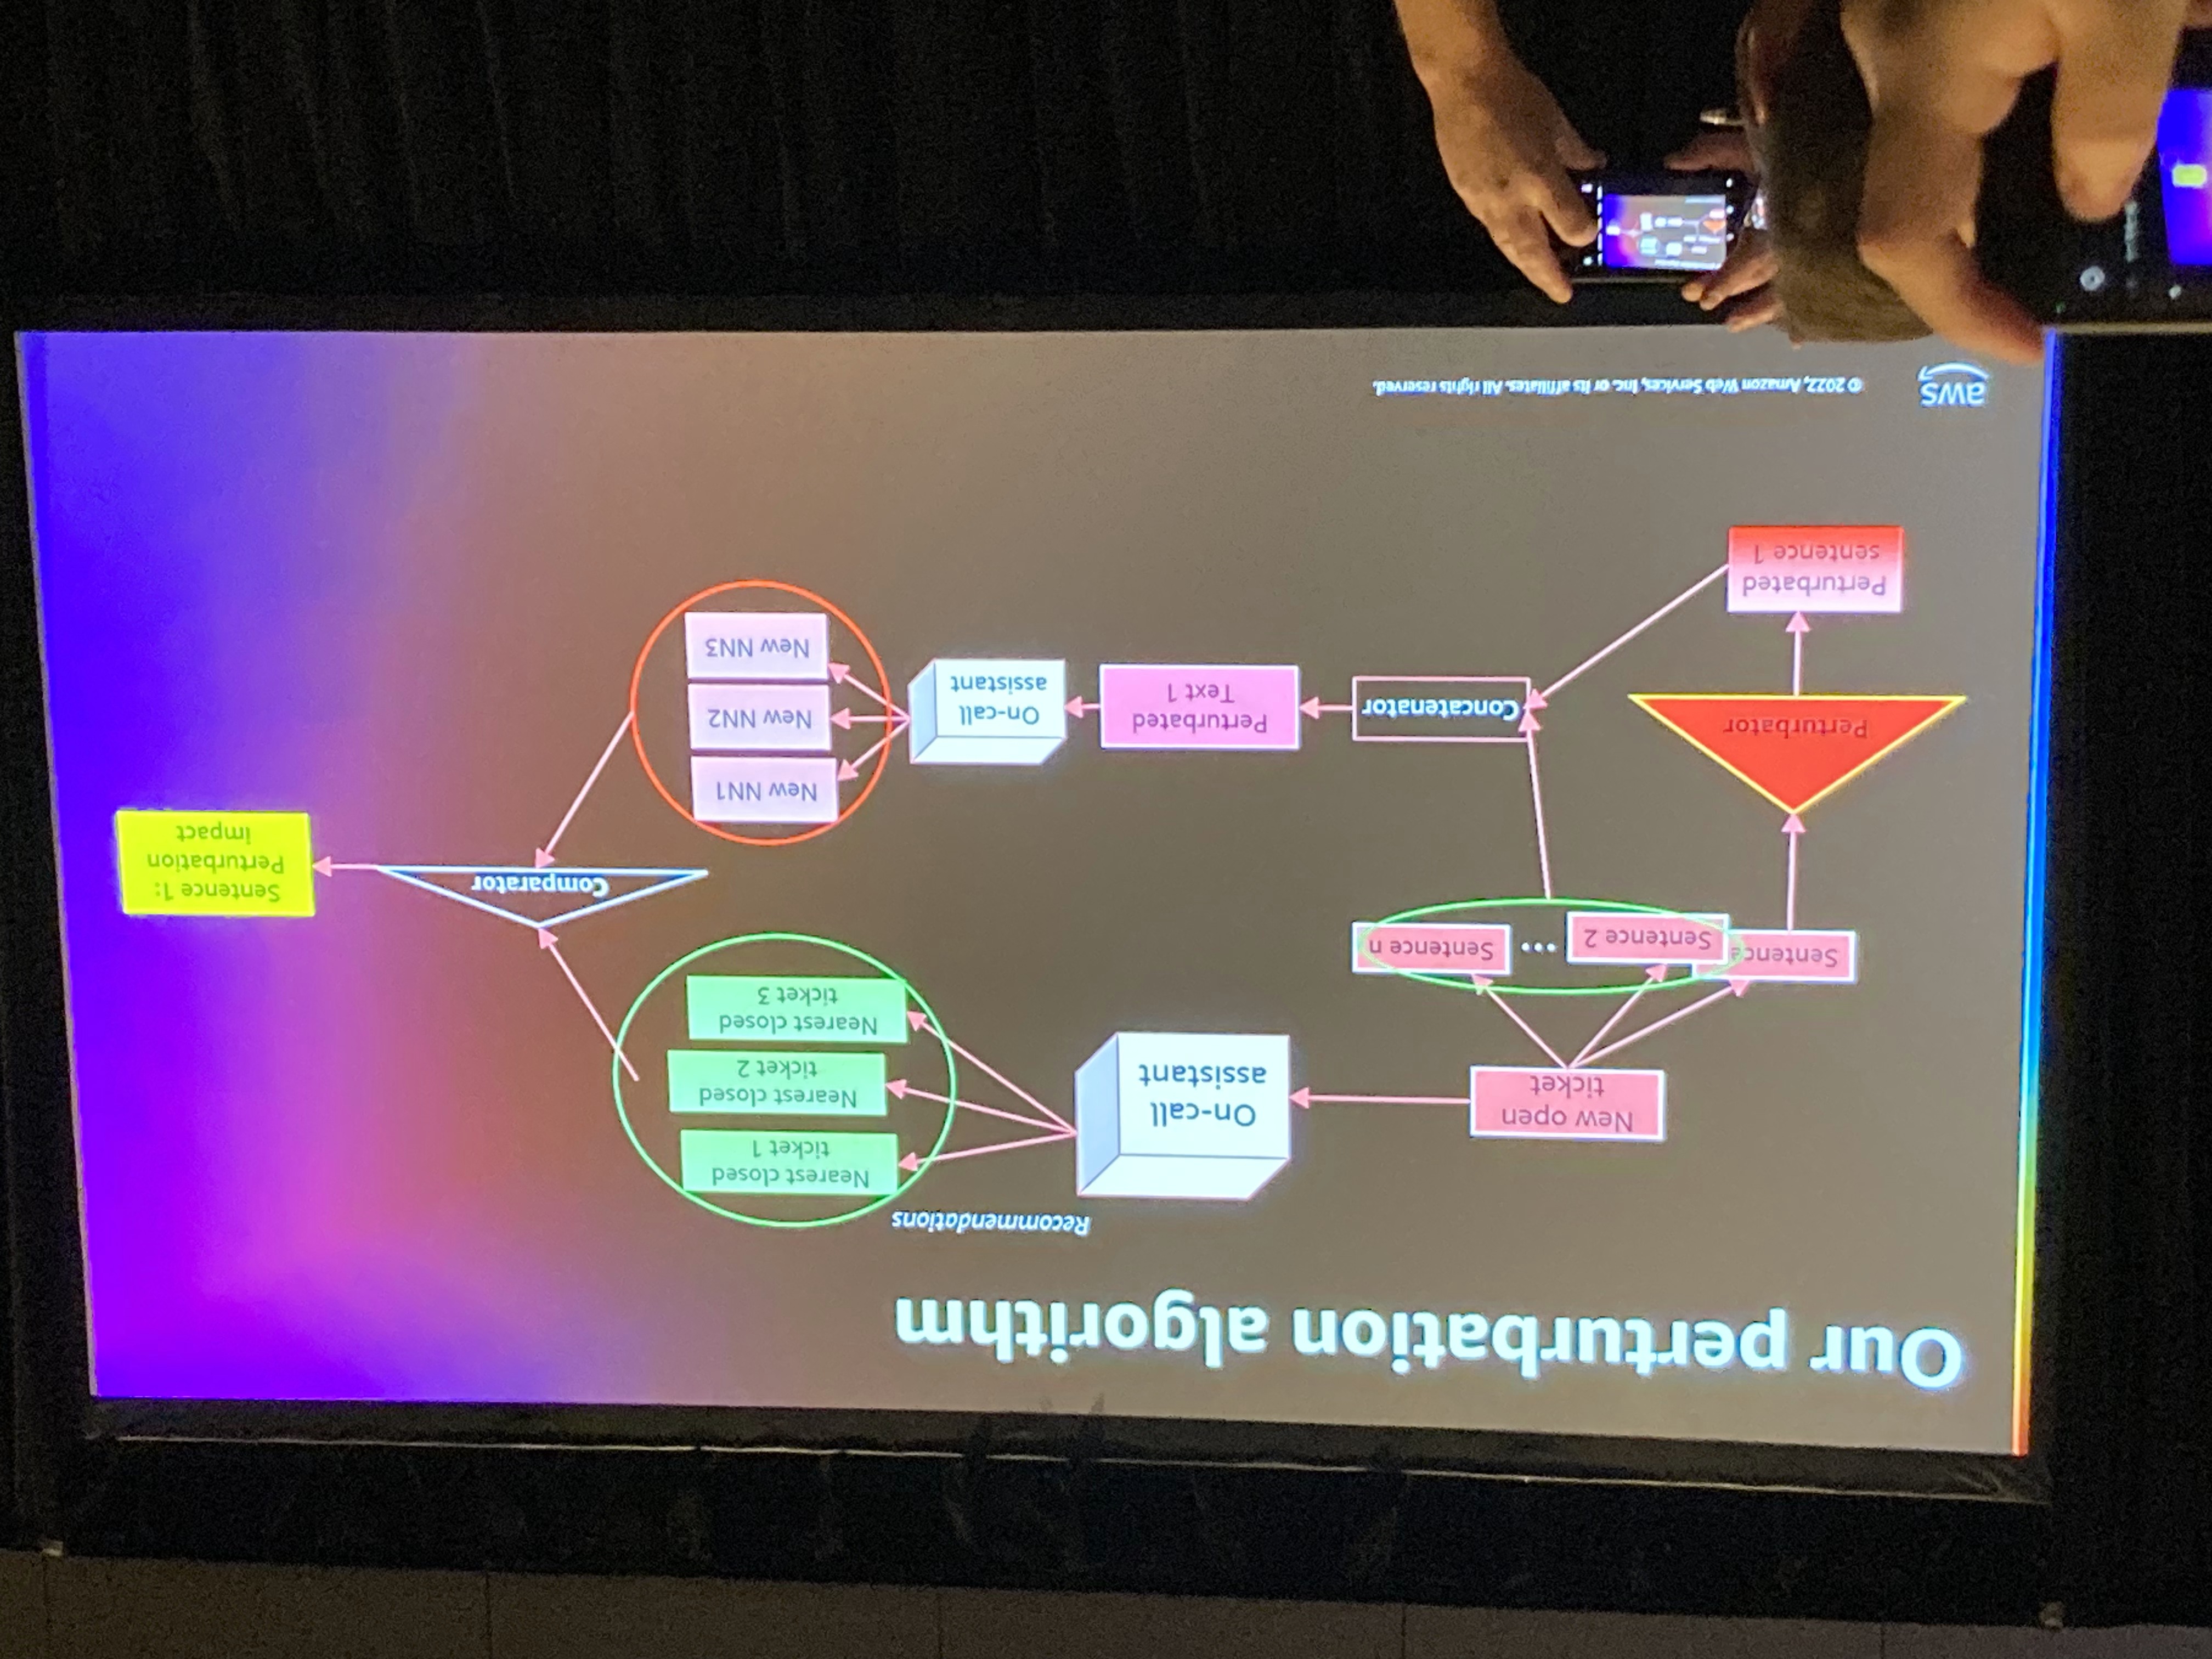 Our perturbation algorithm
Recommendations
Nearest closed
ticket 1
New open
ticket
On-call
assistant
Nearest closed
ticket 2
Nearest closed
ticket 3
Sentence
Sentence 2
...
Sentence n
Comparator
Sentence 1:
Perturbation
impact
Perturbator
Concatenator
Perturbated
Text 1
On-call
assistant
New NN1
New NN2
New NN3
Perturbated
sentence 1
aws
© 2022, Amazon Web Services, Inc. or its affiliates. All rights reserved.